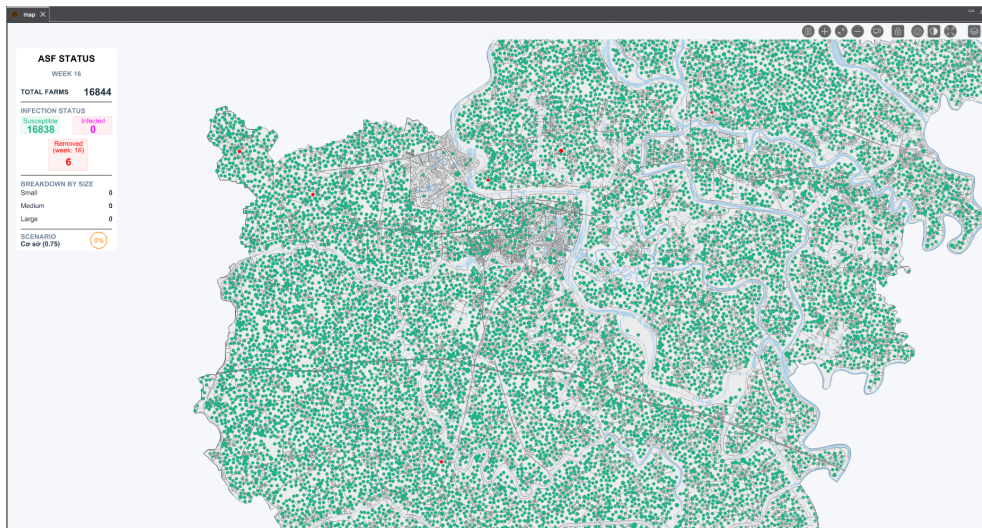 map
ASF STATUS
WEEK 16
TOTAL FARMS 16844
INFECTION STATUS
Susceptible
16838
Infected
0
Removed
(week: 16)
6
BREAKDOWN BY SIZE
Small 0
Medium 0
Large 0
SCENARIO
Cơ sở (0.75)
0%